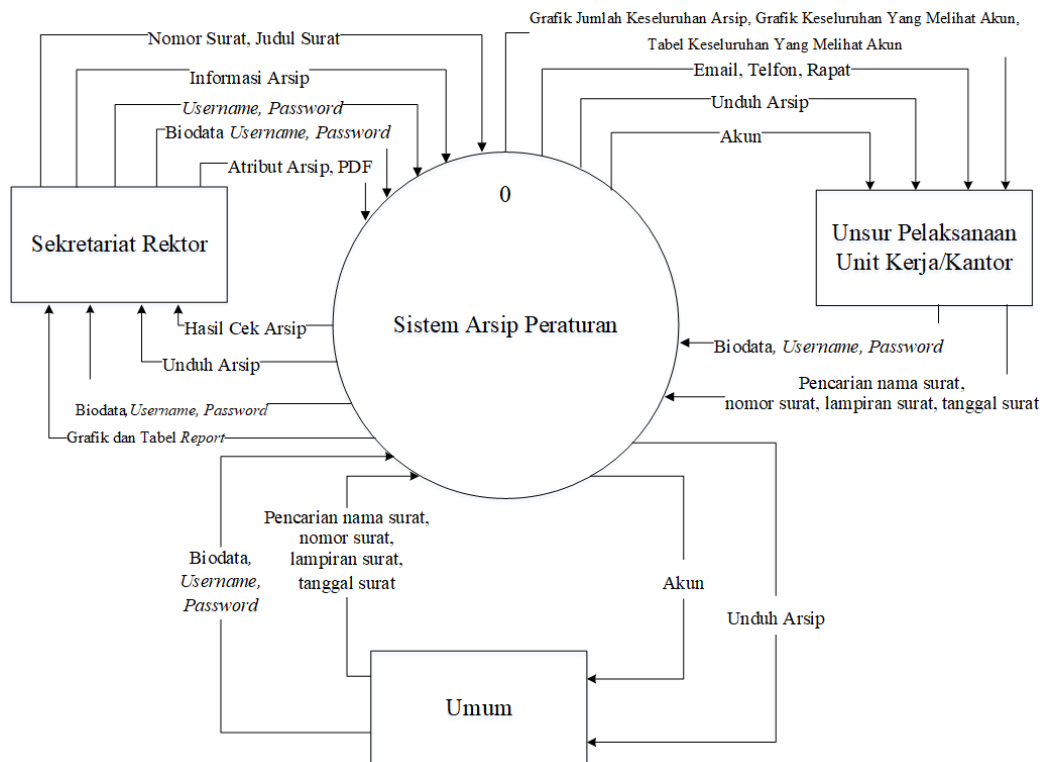 Grafik Jumlah Keseluruhan Arsip, Grafik Keseluruhan Yang Melihat Akun,
Tabel Keseluruhan Yang Melihat Akun
Nomor Surat, Judul Surat
Email, Telfon, Rapat
Informasi Arsip
Username, Password
Unduh Arsip
Biodata Username, Password
Akun
Atribut Arsip, PDF
0
Sekretariat Rektor
Unsur Pelaksanaan
Unit Kerja/Kantor
Sistem Arsip Peraturan
Hasil Cek Arsip
Biodata, Username, Password
Unduh Arsip
Pencarian nama surat,
nomor surat, lampiran surat, tanggal surat
Biodata, Username, Password
Grafik dan Tabel Report
Pencarian nama surat,
nomor surat,
lampiran surat,
tanggal surat
Biodata,
Username,
Password
Akun
Unduh Arsip
Umum